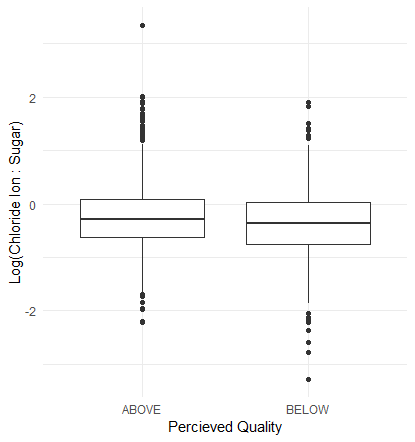 Log(Chloride Ion : Sugar)
2
0
-2
ABOVE
BELOW
Percieved Quality